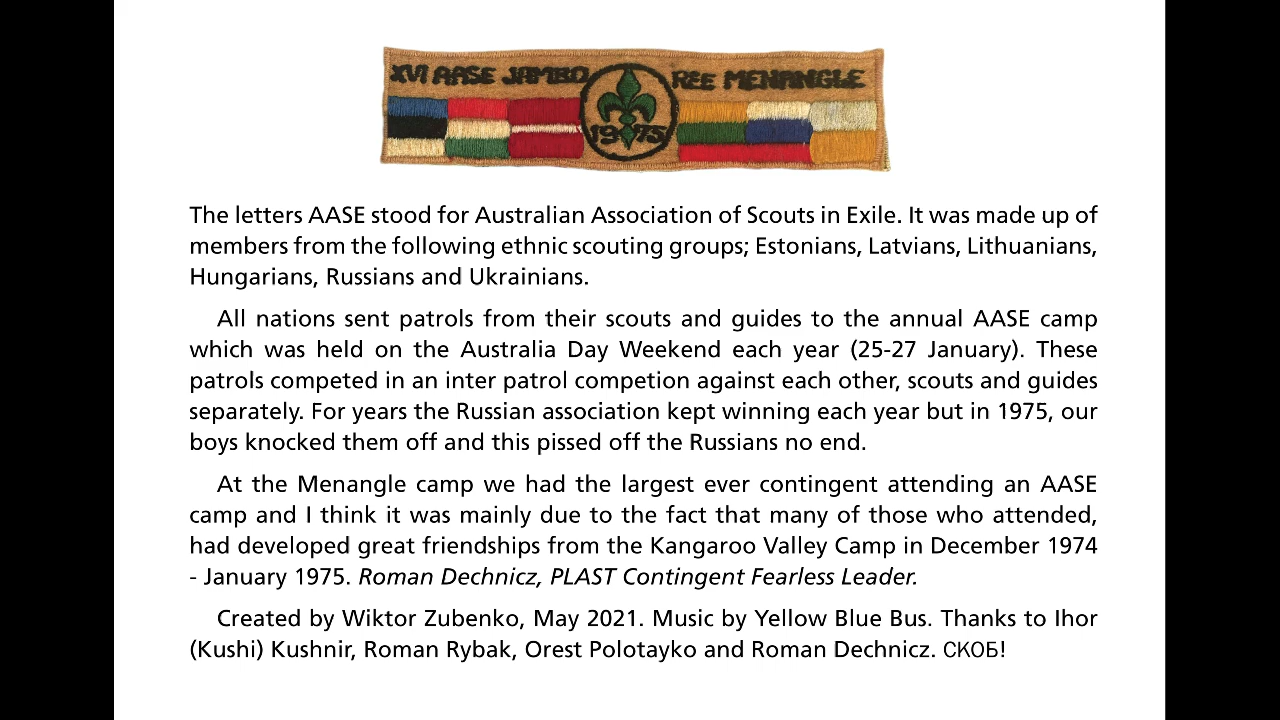 XVI AASE JAMBO REE MENANGLE
1975
The letters AASE stood for Australian Association of Scouts in Exile. It was made up of
members from the following ethnic scouting groups; Estonians, Latvians, Lithuanians,
Hungarians, Russians and Ukrainians.
All nations sent patrols from their scouts and guides to the annual AASE camp
which was held on the Australia Day Weekend each year (25-27 January). These
patrols competed in an inter patrol competion against each other, scouts and guides
separately. For years the Russian association kept winning each year but in 1975, our
boys knocked them off and this pissed off the Russians no end.
At the Menangle camp we had the largest ever contingent attending an AASE
camp and I think it was mainly due to the fact that many of those who attended,
had developed great friendships from the Kangaroo Valley Camp in December 1974
- January 1975. Roman Dechnicz, PLAST Contingent Fearless Leader.
Created by Wiktor Zubenko, May 2021. Music by Yellow Blue Bus. Thanks to Ihor
(Kushi) Kushnir, Roman Rybak, Orest Polotayko and Roman Dechnicz. СКОБ!